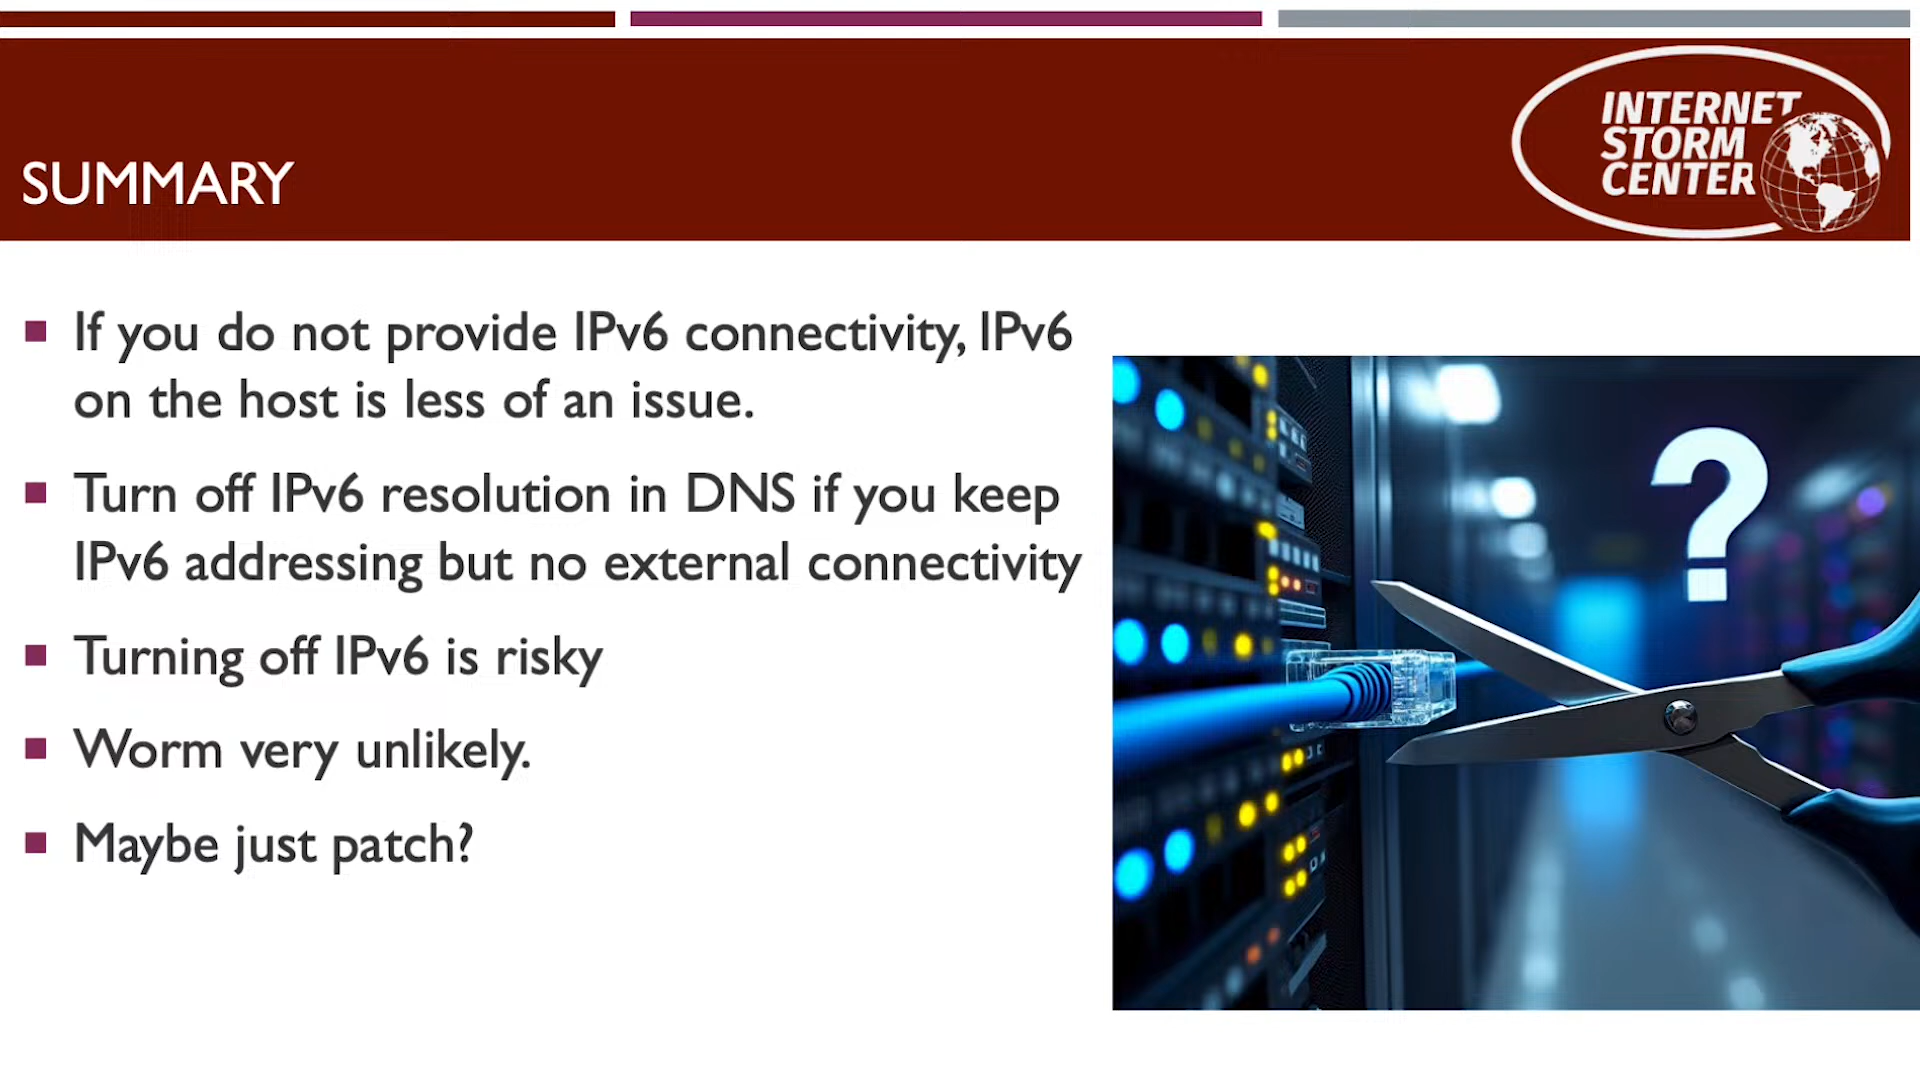 INTERNET
STORM
CENTER
SUMMARY
If you do not provide IPv6 connectivity, IPv6
on the host is less of an issue.
Turn off IPv6 resolution in DNS if you keep
IPv6 addressing but no external connectivity
Turning off IPv6 is risky
Worm very unlikely.
Maybe just patch?
?